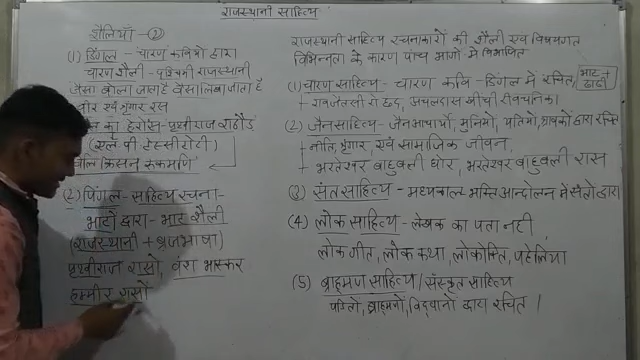 राजस्थानी साहित्य
शैलियाँ - ②
(1) डिंगल - चारण कवियो द्वारा
चारण शैली - पश्चिमी राजस्थानी
जैसा बोला जाता है वैसा लिखा जाता है
वीर एवं श्रृंगार रस
का हेरोस - पृथ्वीराज राठौड़
(एल. पी. टेस्सीटोरी)
वेलि क्रिसन रुकमणि
(2) पिंगल - साहित्य रचना -
भाटों द्वारा - भाट शैली
(राजस्थानी + ब्रजभाषा)
पृथ्वीराज रासो, वंश भास्कर
हम्मीर रासो
राजस्थानी साहित्य रचनाकारों की शैली एवं विषयगत
विभिन्नता के कारण पांच भागो मे विभाजित
(1) चारण साहित्य - चारण कवि - डिंगल में रचित, भाट + ढाढी
- राव जैतसी रो छंद, अचलदास खींची री वचनिका
(2) जैन साहित्य - जैन आचार्यो, मुनियो, यतियो, श्रावकों द्वारा रचित
- नीति, श्रृंगार, एवं सामाजिक जीवन,
- भरतेश्वर बाहुबली घोर, भरतेश्वर बाहुबली रास
(3) संत साहित्य - मध्यकाल भक्ति आन्दोलन में संतो द्वारा
(4) लोक साहित्य - लेखक का पता नही
लोक गीत, लोक कथा, लोकोक्ति, पहेलिया
(5) ब्राह्मण साहित्य / संस्कृत साहित्य
पंडितो, ब्राह्मणो, विद्वानो द्वारा रचित।